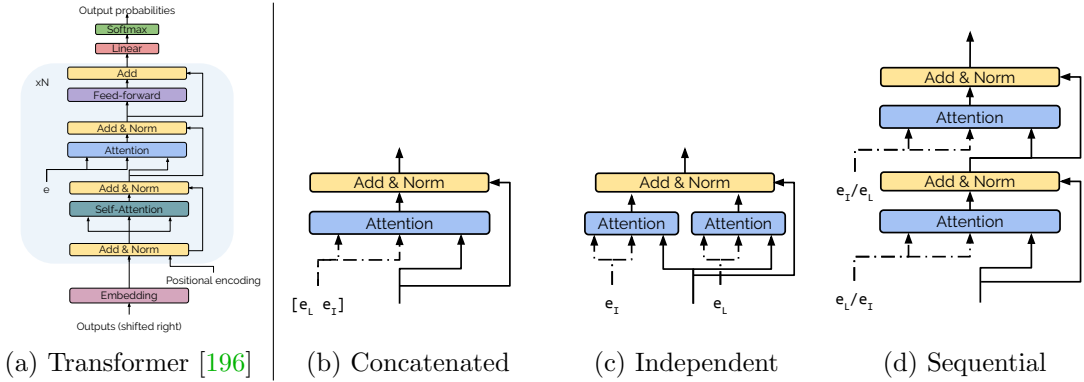 Output probabilities
Softmax
Linear
xN
Add
Feed-forward
Add & Norm
Attention
e
Add & Norm
Self-Attention
Add & Norm
Positional encoding
Embedding
Outputs (shifted right)
(a) Transformer [196]
Add & Norm
Attention
[e_L e_I]
(b) Concatenated
Add & Norm
Attention Attention
e_I e_L
(c) Independent
Add & Norm
Attention
e_I/e_L
Add & Norm
Attention
e_L/e_I
(d) Sequential